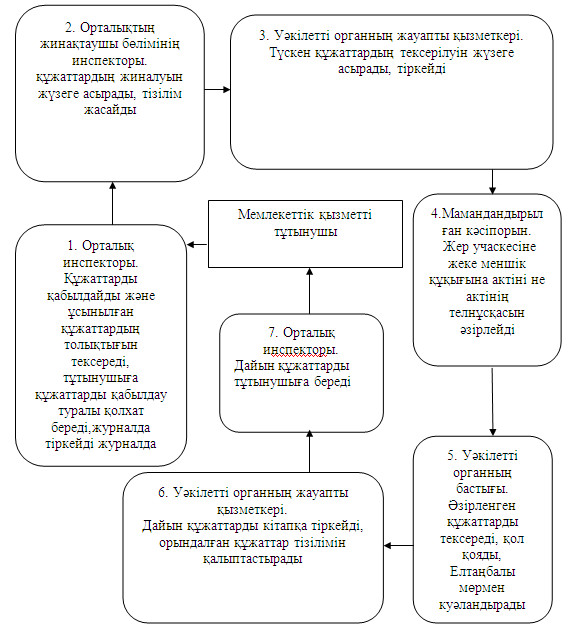 2. Орталықтың
жинақтаушы бөлімінің
инспекторы.
құжаттардың жиналуын
жүзеге асырады, тізілім
жасайды
3. Уәкілетті органның жауапты қызметкері.
Түскен құжаттардың тексерілуін жүзеге
асырады, тіркейді
4.Мамандандырыл
ған кәсіпорын.
Жер учаскесіне
жеке меншік
құқығына актіні не
актінің
телнұсқасын
әзірлейді
Мемлекеттік қызметті
тұтынушы
1. Орталық
инспекторы.
Құжаттарды
қабылдайды және
ұсынылған
құжаттардың
толықтығын
тексереді,
тұтынушыға
құжаттарды қабылдау
туралы қолхат
береді,журналда
тіркейді журналда
7. Орталық
инспекторы.
Дайын құжаттарды
тұтынушыға береді
5. Уәкілетті
органның
бастығы.
Әзірленген
құжаттарды
тексереді, қол
қояды,
Елтаңбалы
мөрмен
куәландырады
6. Уәкілетті органның жауапты
қызметкері.
Дайын құжаттарды кітапқа тіркейді,
орындалған құжаттар тізілімін
қалыптастырады